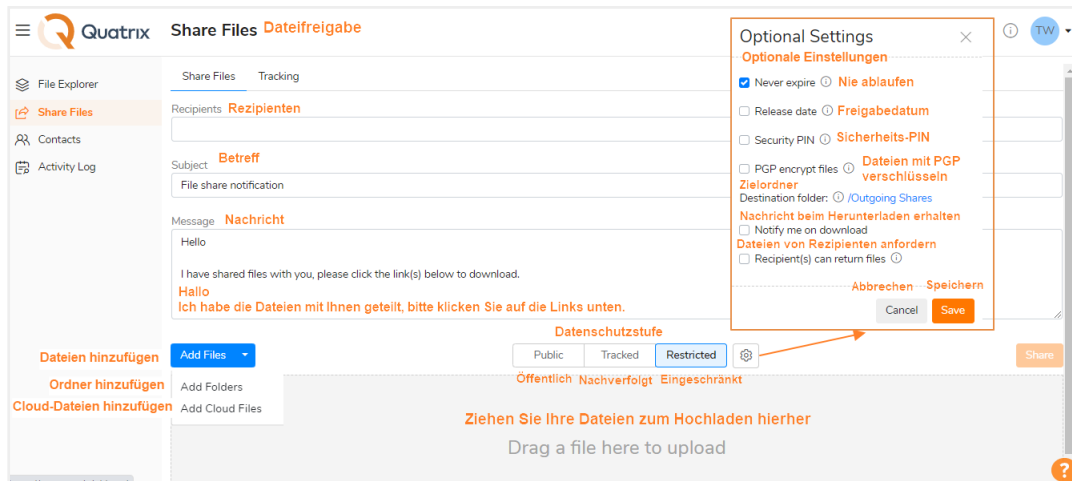 Quatrix
Share Files Dateifreigabe
TW
File Explorer
Share Files
Contacts
Activity Log
Share Files Tracking
Recipients Rezipienten
Subject Betreff
File share notification
Message Nachricht
Hello
I have shared files with you, please click the link(s) below to download.
Hallo
Ich habe die Dateien mit Ihnen geteilt, bitte klicken Sie auf die Links unten.
Optional Settings
Optionale Einstellungen
Never expire Nie ablaufen
Release date Freigabedatum
Security PIN Sicherheits-PIN
PGP encrypt files Dateien mit PGP
verschlüsseln
Zielordner
Destination folder: /Outgoing Shares
Nachricht beim Herunterladen erhalten
Notify me on download
Dateien von Rezipienten anfordern
Recipient(s) can return files
Abbrechen Speichern
Cancel Save
Datenschutzstufe
Dateien hinzufügen Add Files Public Tracked Restricted Share
Öffentlich Nachverfolgt Eingeschränkt
Ordner hinzufügen Add Folders
Cloud-Dateien hinzufügen Add Cloud Files
Ziehen Sie Ihre Dateien zum Hochladen hierher
Drag a file here to upload
?